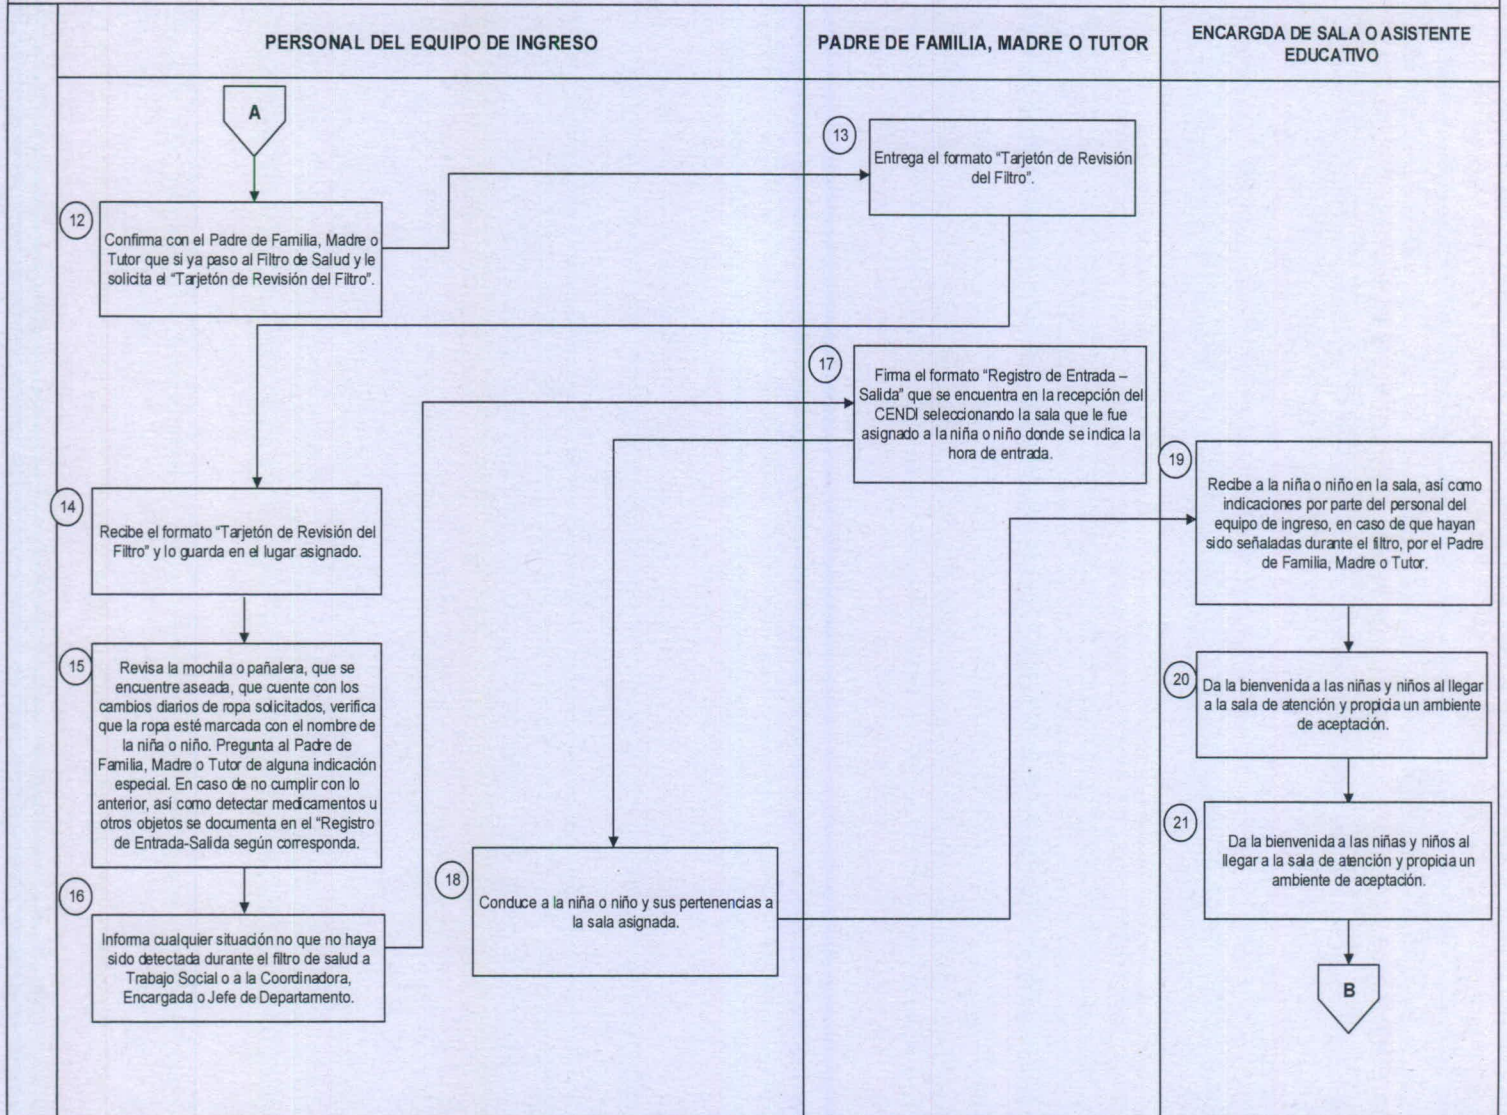 PERSONAL DEL EQUIPO DE INGRESO
PADRE DE FAMILIA, MADRE O TUTOR
ENCARGDA DE SALA O ASISTENTE
EDUCATIVO
A
12
Confirma con el Padre de Familia, Madre o
Tutor que si ya paso al Filtro de Salud y le
solicita el “Tarjetón de Revisión del Filtro”.
13
Entrega el formato “Tarjetón de Revisión
del Filtro”.
14
Recibe el formato “Tarjetón de Revisión del
Filtro” y lo guarda en el lugar asignado.
15
Revisa la mochila o pañalera, que se
encuentre aseada, que cuente con los
cambios diarios de ropa solicitados, verifica
que la ropa esté marcada con el nombre de
la niña o niño. Pregunta al Padre de
Familia, Madre o Tutor de alguna indicación
especial. En caso de no cumplir con lo
anterior, así como detectar medicamentos u
otros objetos se documenta en el “Registro
de Entrada-Salida según corresponda.
16
Informa cualquier situación no que no haya
sido detectada durante el filtro de salud a
Trabajo Social o a la Coordinadora,
Encargada o Jefe de Departamento.
17
Firma el formato “Registro de Entrada –
Salida” que se encuentra en la recepción del
CENDI seleccionando la sala que le fue
asignado a la niña o niño donde se indica la
hora de entrada.
18
Conduce a la niña o niño y sus pertenencias a
la sala asignada.
19
Recibe a la niña o niño en la sala, así como
indicaciones por parte del personal del
equipo de ingreso, en caso de que hayan
sido señaladas durante el filtro, por el Padre
de Familia, Madre o Tutor.
20
Da la bienvenida a las niñas y niños al llegar
a la sala de atención y propicia un ambiente
de aceptación.
21
Da la bienvenida a las niñas y niños al
llegar a la sala de atención y propicia un
ambiente de aceptación.
B